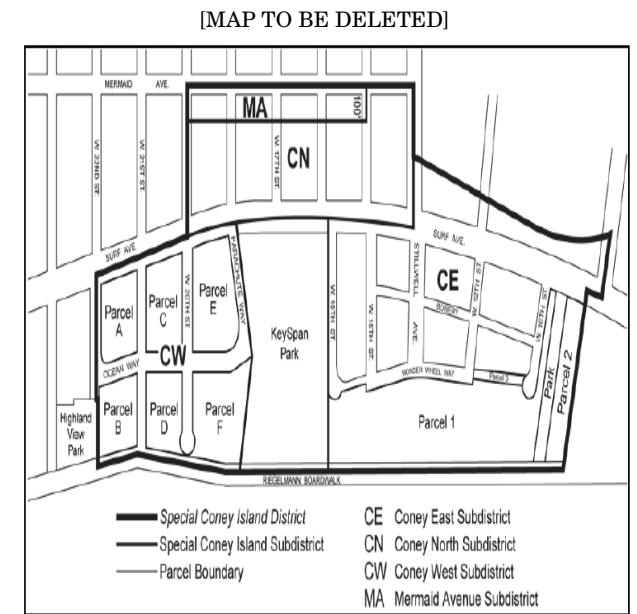 [MAP TO BE DELETED]
MERMAID AVE.
MA
100'
W. 22ND ST.
W. 21ST ST.
W. 17TH ST.
CN
SURF AVE.
SURF AVE.
PARACHUTE WAY
W. 20TH ST.
Parcel
A
Parcel
C
Parcel
E
KeySpan
Park
W. 16TH ST.
W. 15TH ST.
STILLWELL AVE.
CE
BOWERY
W. 12TH ST.
W. 10TH ST.
OCEAN WAY
CW
WONDER WHEEL WAY
Parcel 3
Park
Parcel 2
Highland
View
Park
Parcel
B
Parcel
D
Parcel
F
Parcel 1
RIEGELMANN BOARDWALK
Special Coney Island District
Special Coney Island Subdistrict
Parcel Boundary
CE Coney East Subdistrict
CN Coney North Subdistrict
CW Coney West Subdistrict
MA Mermaid Avenue Subdistrict